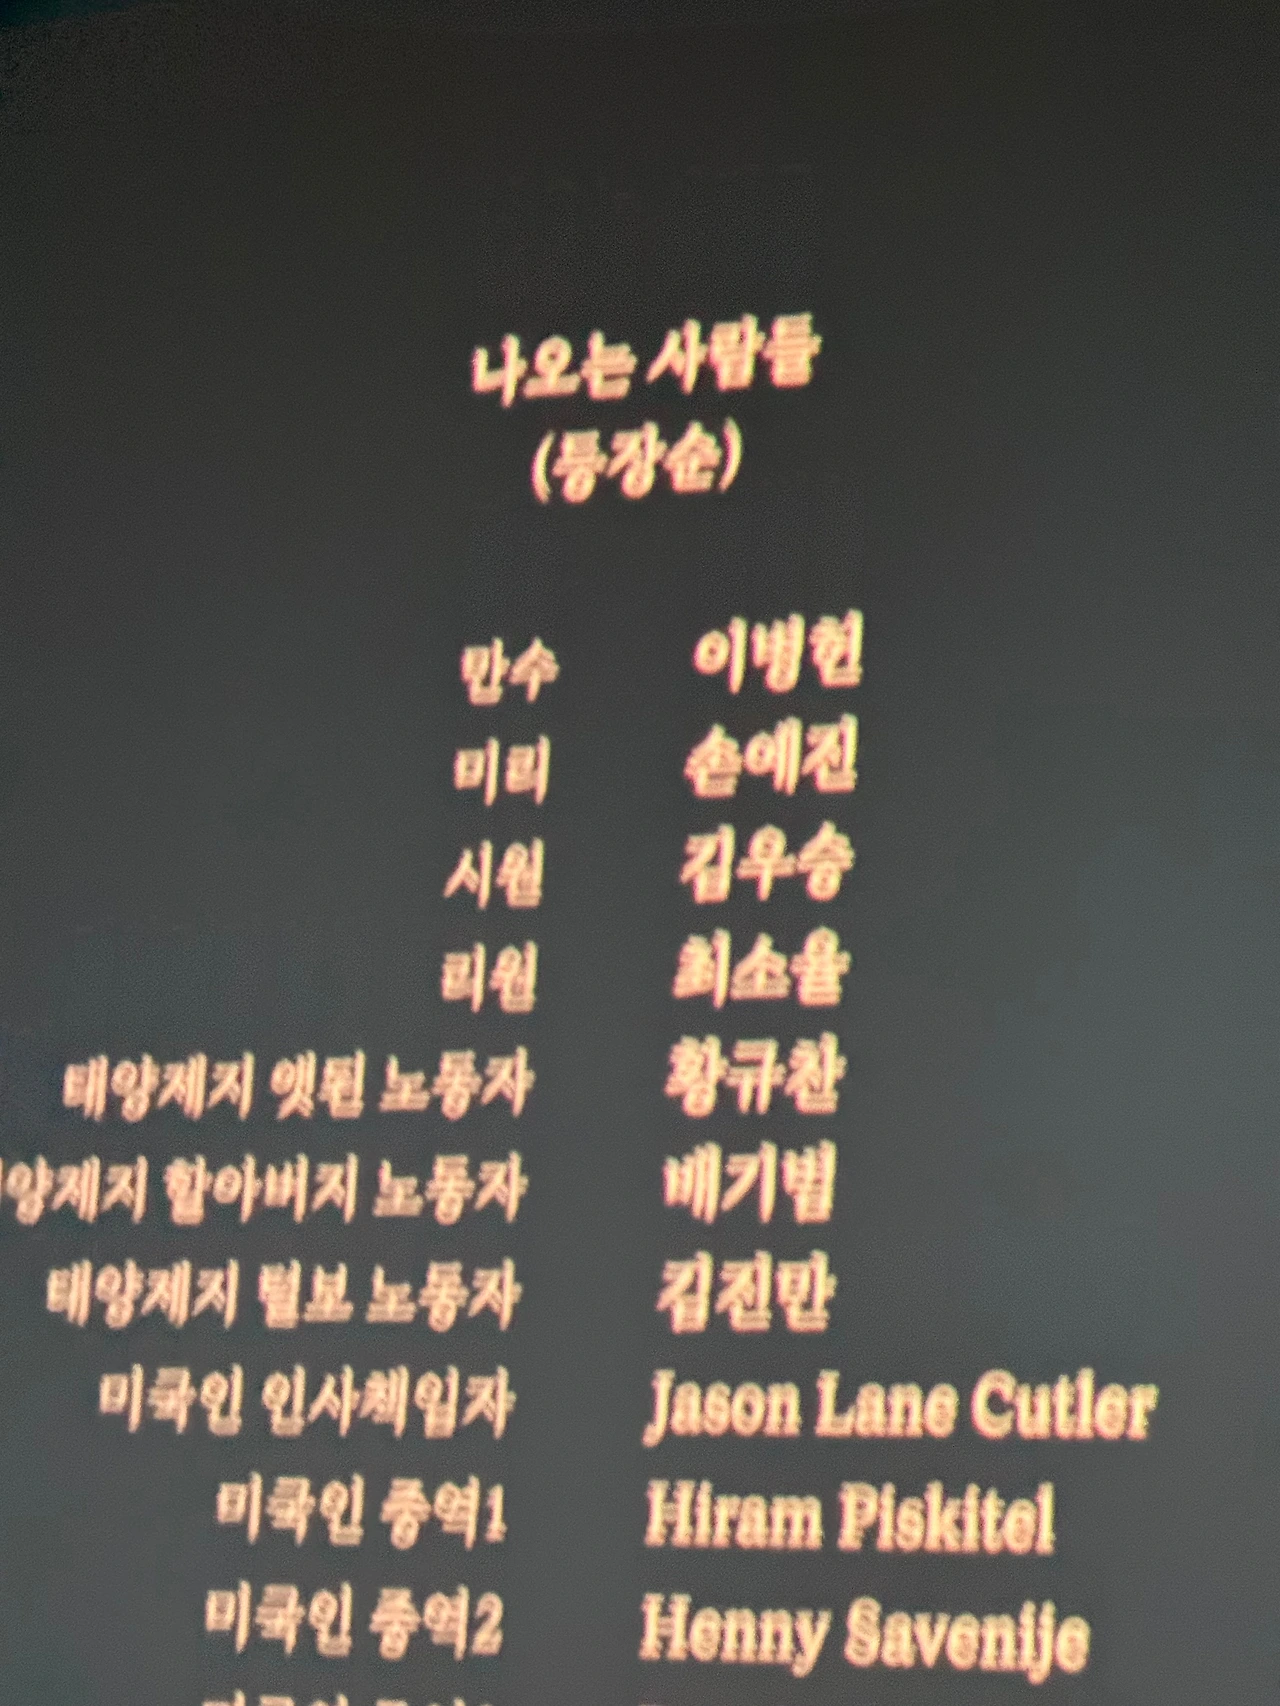 나오는 사람들
(등장순)
만수 이병헌
미리 손예진
시원 김우승
리원 최소율
태양제지 앳된 노동자 황규찬
양제지 할아버지 노동자 배기범
태양제지 털보 노동자 김진만
미국인 인사책임자 Jason Lane Cutler
미국인 중역1 Hiram Piskitel
미국인 중역2 Henny Savenije